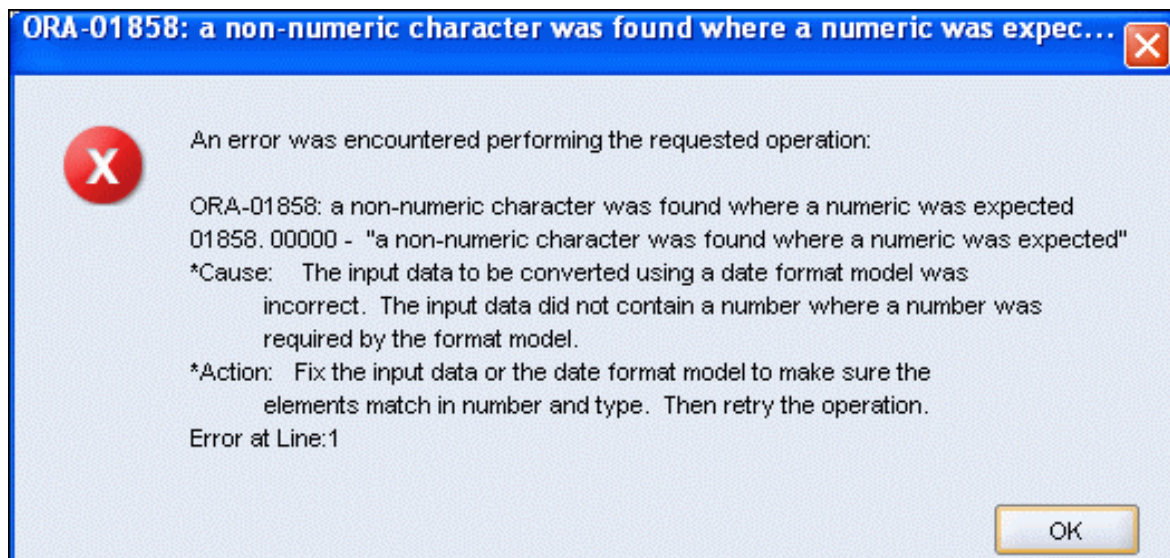 ORA-01858: a non-numeric character was found where a numeric was expec...
An error was encountered performing the requested operation:
ORA-01858: a non-numeric character was found where a numeric was expected
01858. 00000 - "a non-numeric character was found where a numeric was expected"
*Cause: The input data to be converted using a date format model was
incorrect. The input data did not contain a number where a number was
required by the format model.
*Action: Fix the input data or the date format model to make sure the
elements match in number and type. Then retry the operation.
Error at Line:1
OK